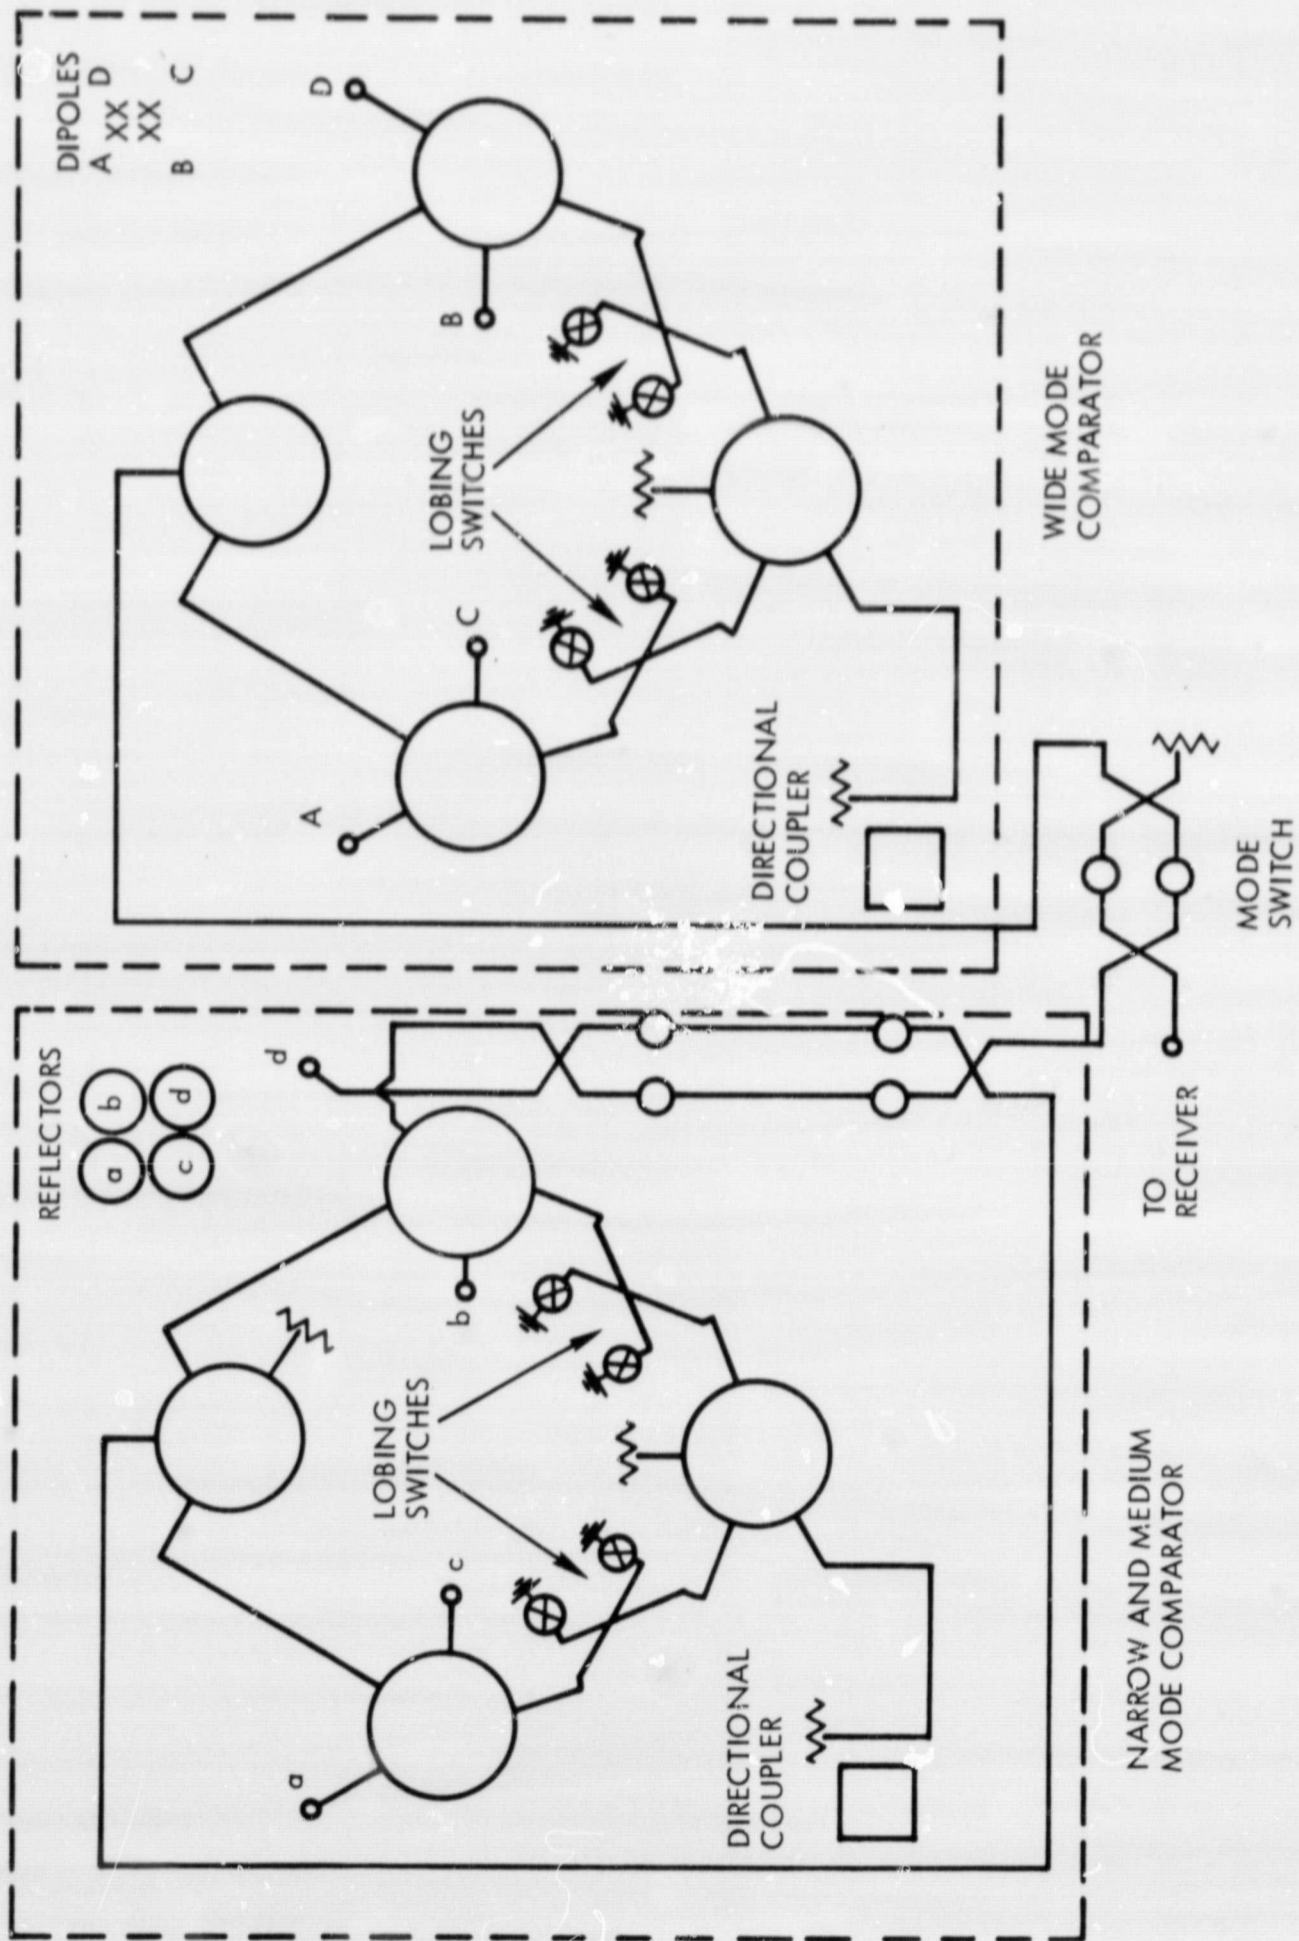 REFLECTORS
a b
c d
d
b
LOBING
SWITCHES
c
a
DIRECTIONAL
COUPLER
NARROW AND MEDIUM
MODE COMPARATOR
TO
RECEIVER
DIPOLES
A XX D
XX
B C
D
B
LOBING
SWITCHES
C
A
DIRECTIONAL
COUPLER
WIDE MODE
COMPARATOR
MODE
SWITCH